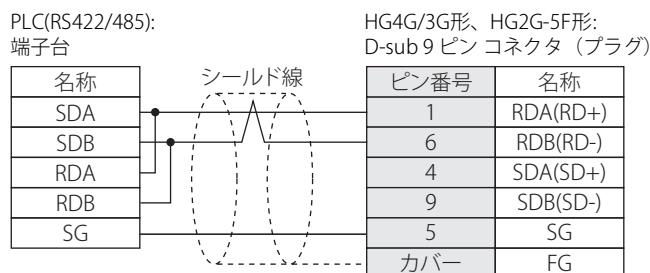 PLC(RS422/485):
端子台
HG4G/3G形、HG2G-5F形:
D-sub 9 ピン コネクタ（プラグ）
シールド線
名称
SDA
SDB
RDA
RDB
SG
ピン番号 名称
1 RDA(RD+)
6 RDB(RD-)
4 SDA(SD+)
9 SDB(SD-)
5 SG
カバー FG